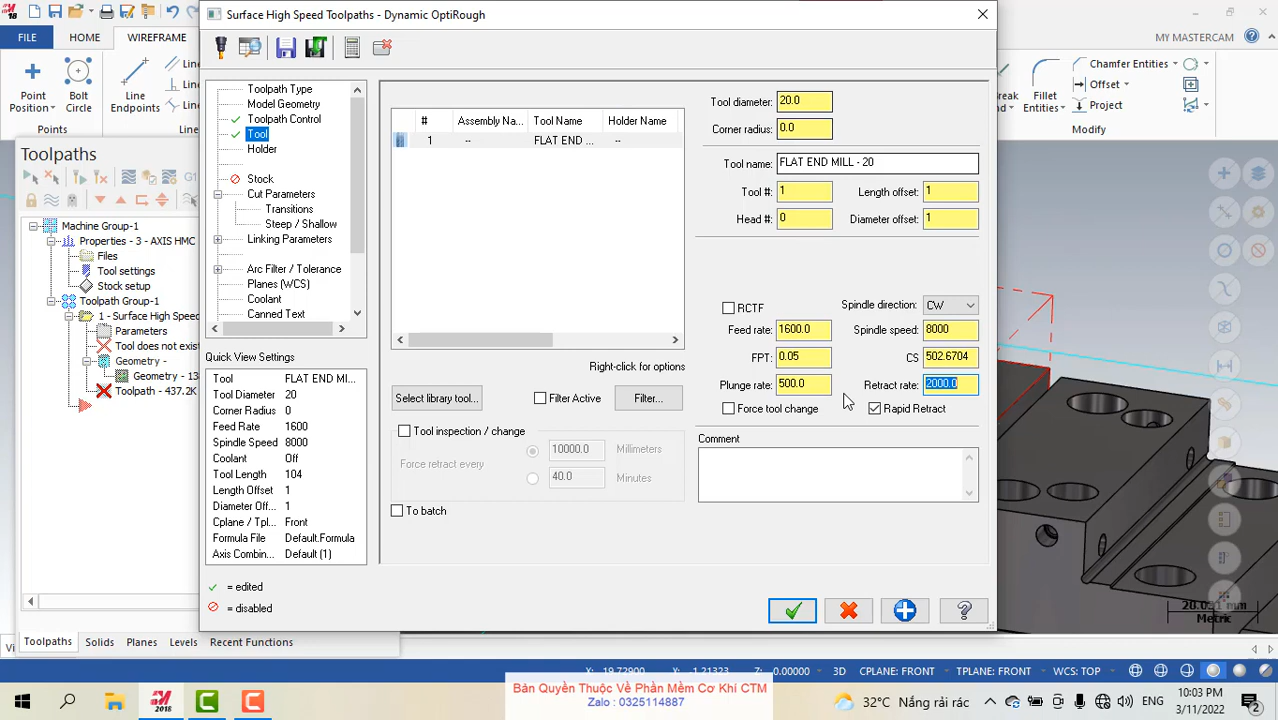 Surface High Speed Toolpaths - Dynamic OptiRough
FILE HOME WIREFRAME
MY MASTERCAM
Point Position
Bolt Circle
Line Endpoints
Line
Points
Fillet Entities
Chamfer Entities
Offset
Project
Modify
Toolpaths
Machine Group-1
Properties - 3 - AXIS HMC
Files
Tool settings
Stock setup
Toolpath Group-1
1 - Surface High Speed
Parameters
Tool does not exist
Geometry -
Geometry - 13
Toolpath - 437.2K
Toolpaths Solids Planes Levels Recent Functions
Toolpath Type
Model Geometry
Toolpath Control
Tool
Holder
Stock
Cut Parameters
Transitions
Steep / Shallow
Linking Parameters
Arc Filter / Tolerance
Planes (WCS)
Coolant
Canned Text
Quick View Settings
Tool FLAT END MI...
Tool Diameter 20
Corner Radius 0
Feed Rate 1600
Spindle Speed 8000
Coolant Off
Tool Length 104
Length Offset 1
Diameter Off... 1
Cplane / Tpl... Front
Formula File Default.Formula
Axis Combin... Default (1)
= edited
= disabled
# Assembly Na... Tool Name Holder Name
1 -- FLAT END ... --
Right-click for options
Select library tool...
Filter Active
Filter...
Tool inspection / change
Force retract every
10000.0 Millimeters
40.0 Minutes
To batch
Tool diameter: 20.0
Corner radius: 0.0
Tool name: FLAT END MILL - 20
Tool #: 1 Length offset: 1
Head #: 0 Diameter offset: 1
RCTF Spindle direction: CW
Feed rate: 1600.0 Spindle speed: 8000
FPT: 0.05 CS 502.6704
Plunge rate: 500.0 Retract rate: 2000.0
Force tool change Rapid Retract
Comment
20.031 mm
Metric
X: 19.72900 Y: -1.21323 Z: 0.00000 3D CPLANE: FRONT TPLANE: FRONT WCS: TOP
Bản Quyền Thuộc Về Phần Mềm Cơ Khí CTM
Zalo : 0325114887
32°C Nắng rải rác
ENG
10:03 PM
3/11/2022